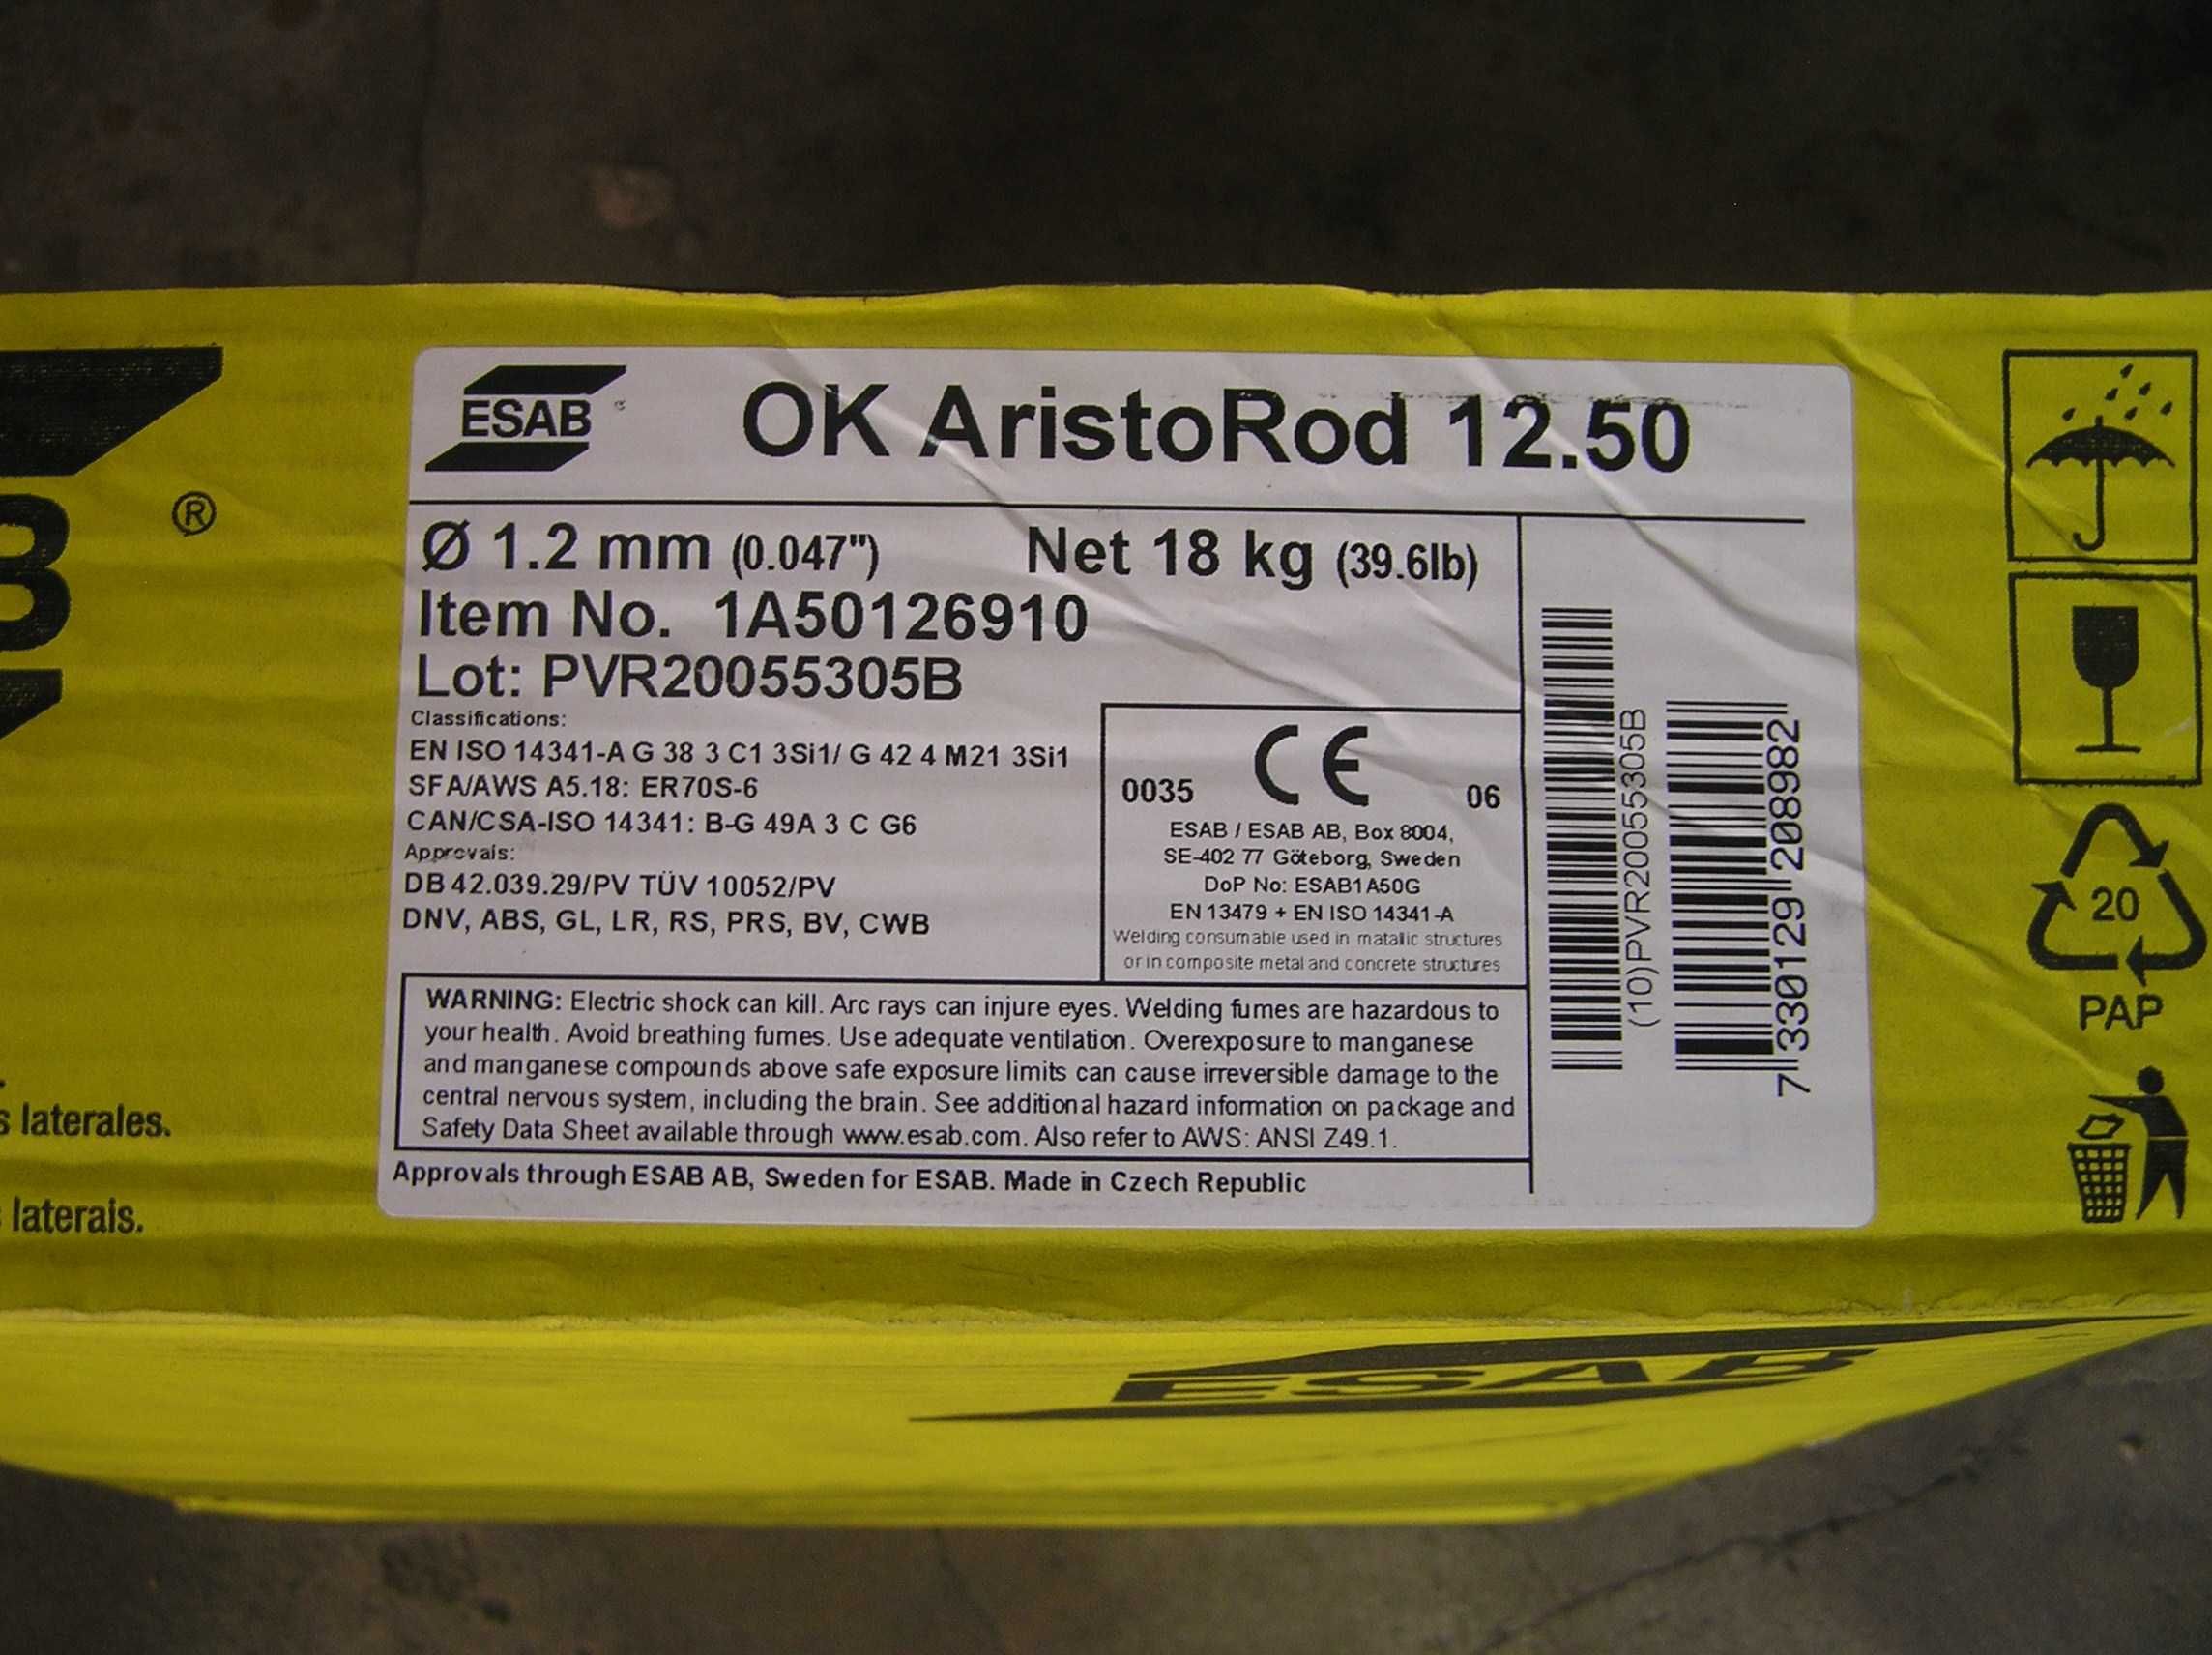 B
®
s laterales.
laterais.
ESAB
OK AristoRod 12.50
Ø 1.2 mm (0.047")    Net 18 kg (39.6lb)
Item No. 1A50126910
Lot: PVR20055305B
Classifications:
EN ISO 14341-A G 38 3 C1 3Si1/ G 42 4 M21 3Si1
SFA/AWS A5.18: ER70S-6
CAN/CSA-ISO 14341: B-G 49A 3 C G6
Approvals:
DB 42.039.29/PV TÜV 10052/PV
DNV, ABS, GL, LR, RS, PRS, BV, CWB
CE
0035    06
ESAB / ESAB AB, Box 8004,
SE-402 77 Göteborg, Sweden
DoP No: ESAB1A50G
EN 13479 + EN ISO 14341-A
Welding consumable used in matallic structures
or in composite metal and concrete structures
WARNING: Electric shock can kill. Arc rays can injure eyes. Welding fumes are hazardous to
your health. Avoid breathing fumes. Use adequate ventilation. Overexposure to manganese
and manganese compounds above safe exposure limits can cause irreversible damage to the
central nervous system, including the brain. See additional hazard information on package and
Safety Data Sheet available through www.esab.com. Also refer to AWS: ANSI Z49.1.
Approvals through ESAB AB, Sweden for ESAB. Made in Czech Republic
(10)PVR20055305B
7 330129 208982
20
PAP
ESAB